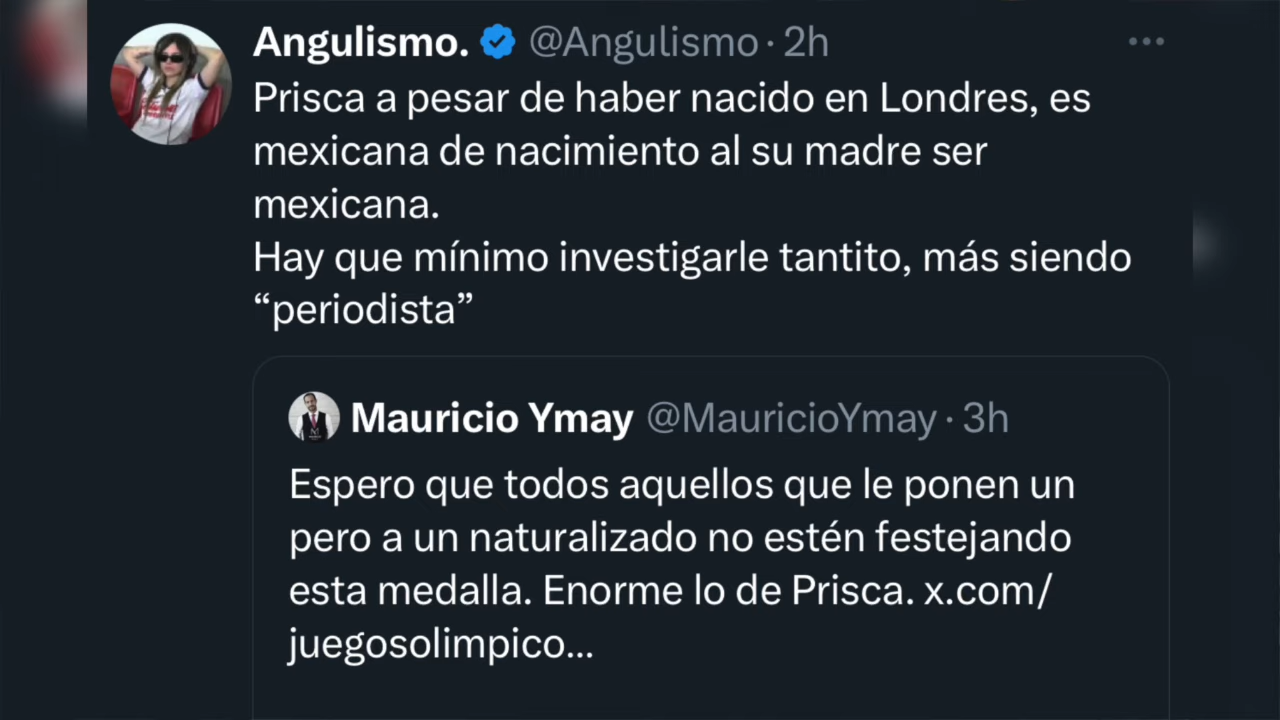 Angulismo. @Angulismo · 2h
Prisca a pesar de haber nacido en Londres, es
mexicana de nacimiento al su madre ser
mexicana.
Hay que mínimo investigarle tantito, más siendo
“periodista”
Mauricio Ymay @MauricioYmay · 3h
Espero que todos aquellos que le ponen un
pero a un naturalizado no estén festejando
esta medalla. Enorme lo de Prisca. x.com/
juegosolimpico...